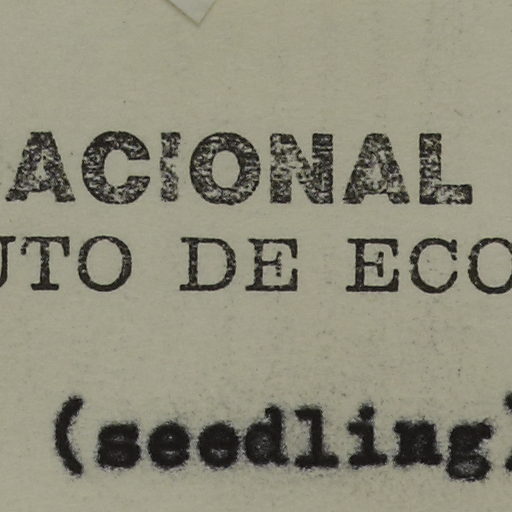 ACIONAL
UTO DE ECO
(seedling)